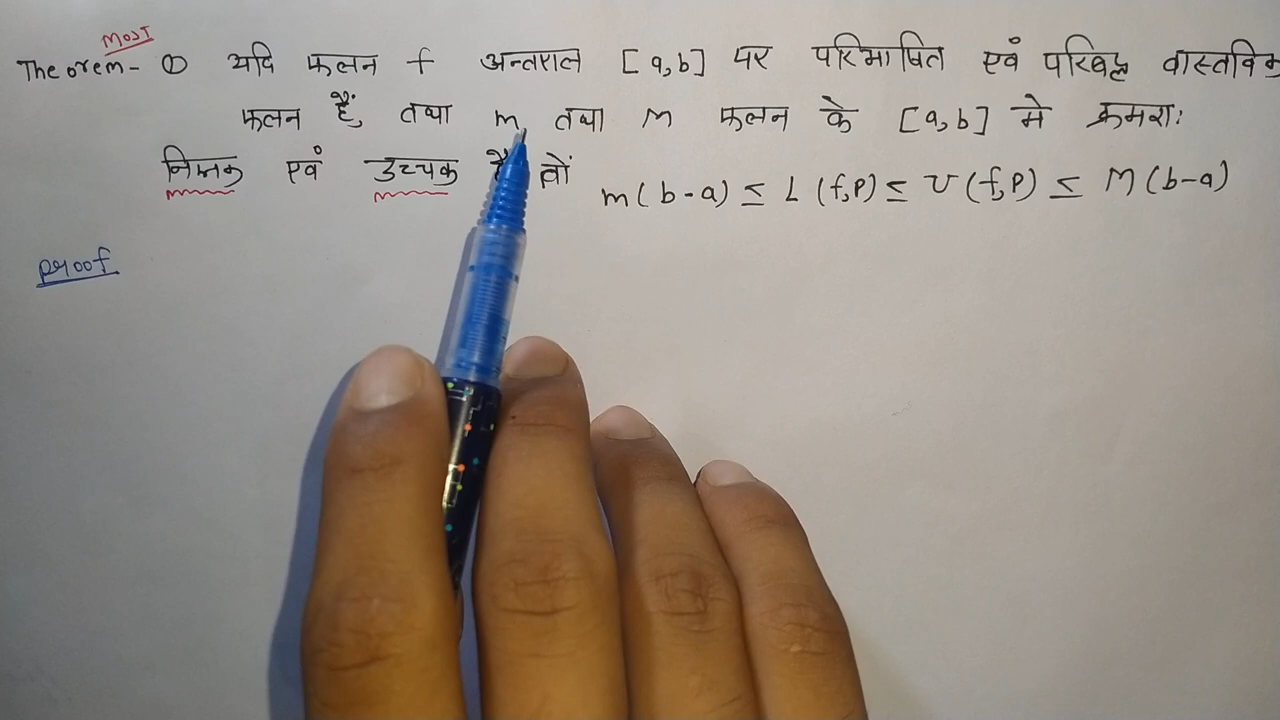 Most
Theorem- ① यदि फलन f अन्तराल [a,b] पर परिभाषित एवं परिबद्ध वास्तविक
फलन हैं, तथा m तथा M फलन के [a,b] मे क्रमशः
निम्नक एवं उच्चक है तों m(b-a) ≤ L(f,P) ≤ U(f,P) ≤ M(b-a)
proof